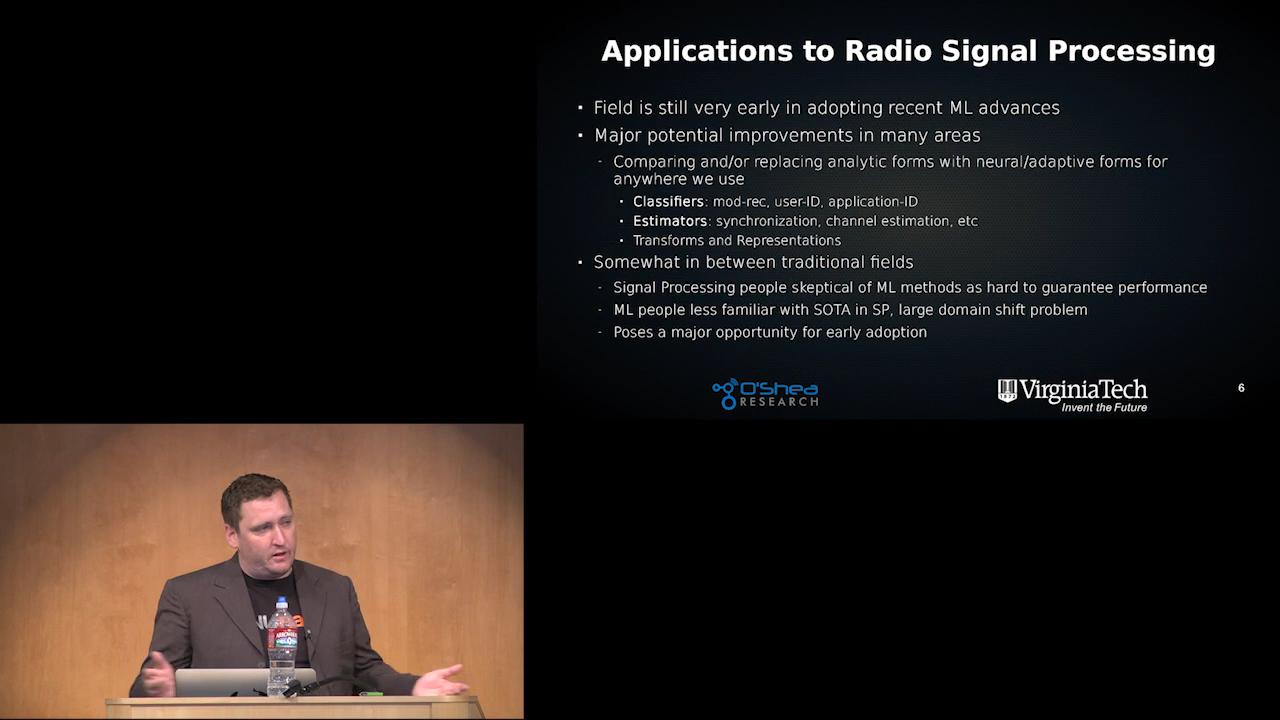 Applications to Radio Signal Processing
Field is still very early in adopting recent ML advances
Major potential improvements in many areas
Comparing and/or replacing analytic forms with neural/adaptive forms for
anywhere we use
Classifiers: mod-rec, user-ID, application-ID
Estimators: synchronization, channel estimation, etc
Transforms and Representations
Somewhat in between traditional fields
Signal Processing people skeptical of ML methods as hard to guarantee performance
ML people less familiar with SOTA in SP, large domain shift problem
Poses a major opportunity for early adoption
O'Shea
RESEARCH
1872
VirginiaTech
Invent the Future
6